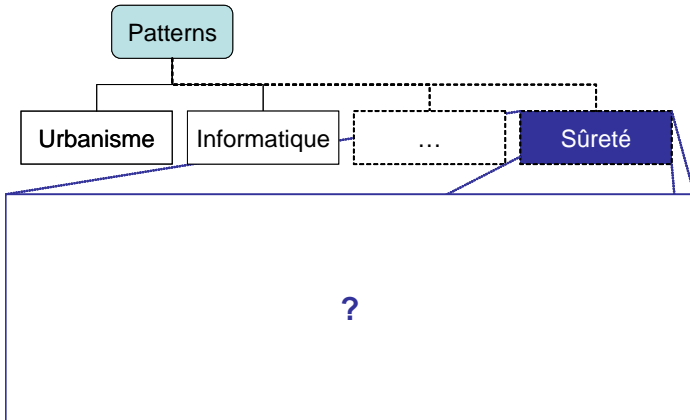 Patterns
Urbanisme
Informatique
...
Sûreté
?